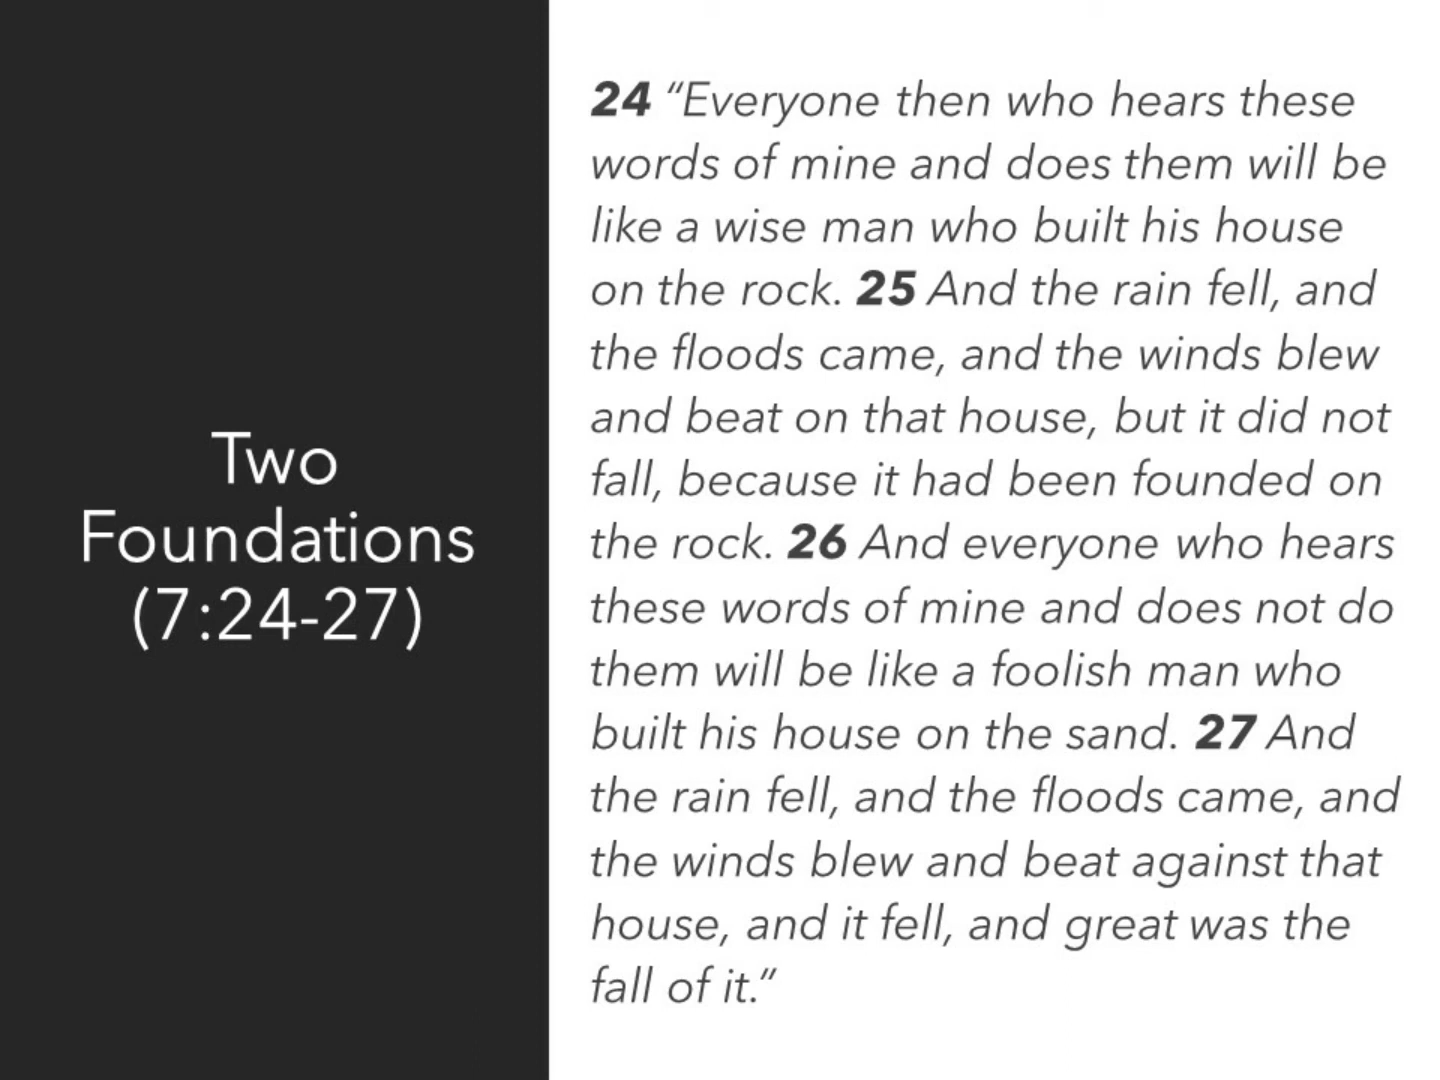 Two
Foundations
(7:24-27)
24 “Everyone then who hears these
words of mine and does them will be
like a wise man who built his house
on the rock. 25 And the rain fell, and
the floods came, and the winds blew
and beat on that house, but it did not
fall, because it had been founded on
the rock. 26 And everyone who hears
these words of mine and does not do
them will be like a foolish man who
built his house on the sand. 27 And
the rain fell, and the floods came, and
the winds blew and beat against that
house, and it fell, and great was the
fall of it.”